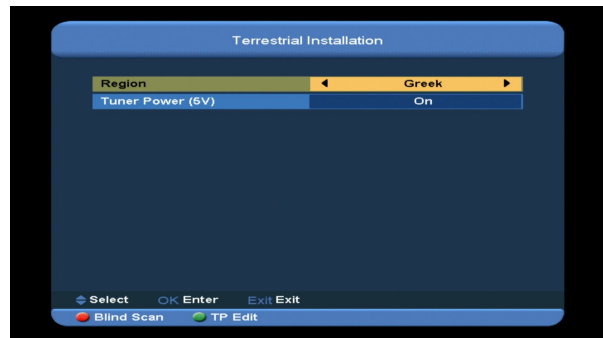 Terrestrial Installation
Region Greek
Tuner Power (5V) On
Select OK Enter Exit Exit
Blind Scan TP Edit